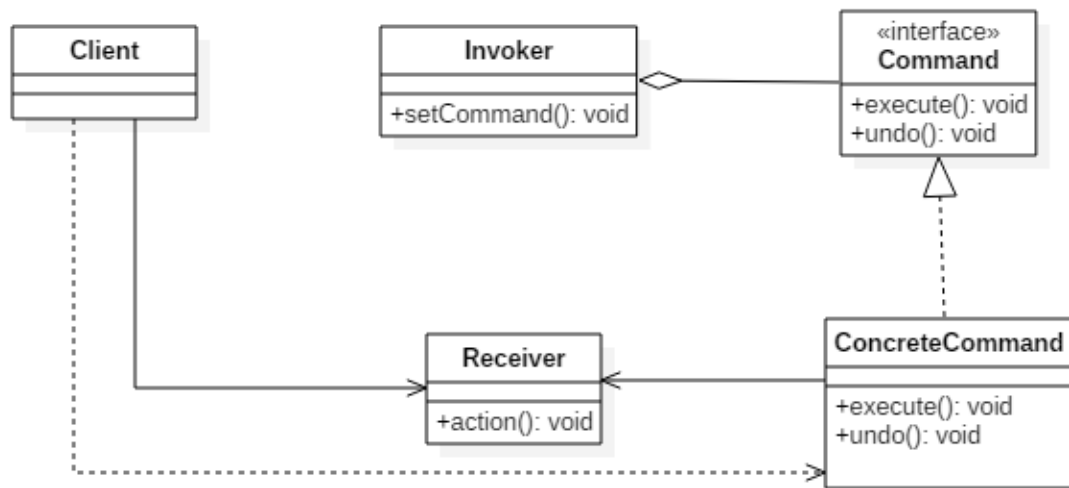 Client
Invoker
+setCommand(): void
«interface»
Command
+execute(): void
+undo(): void
Receiver
+action(): void
ConcreteCommand
+execute(): void
+undo(): void